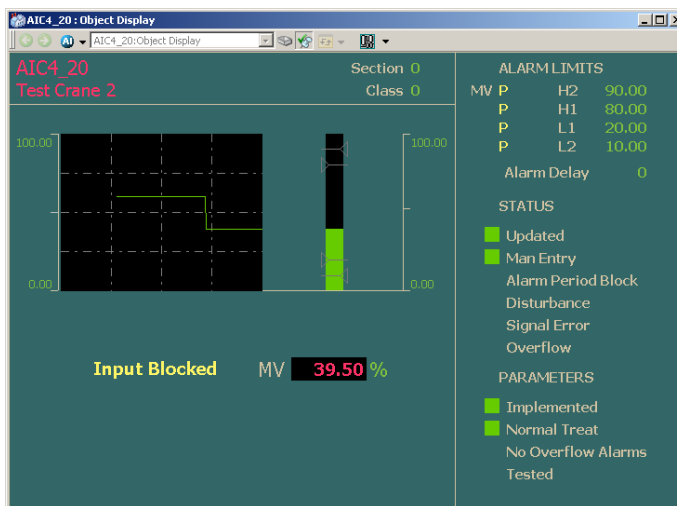 AIC4_20 : Object Display
AIC4_20:Object Display
AIC4_20
Section 0
Test Crane 2
Class 0
ALARM LIMITS
MV P H2 90.00
P H1 80.00
P L1 20.00
P L2 10.00
Alarm Delay 0
100.00
100.00
0.00
0.00
STATUS
Updated
Man Entry
Alarm Period Block
Disturbance
Signal Error
Overflow
Input Blocked MV 39.50 %
PARAMETERS
Implemented
Normal Treat
No Overflow Alarms
Tested